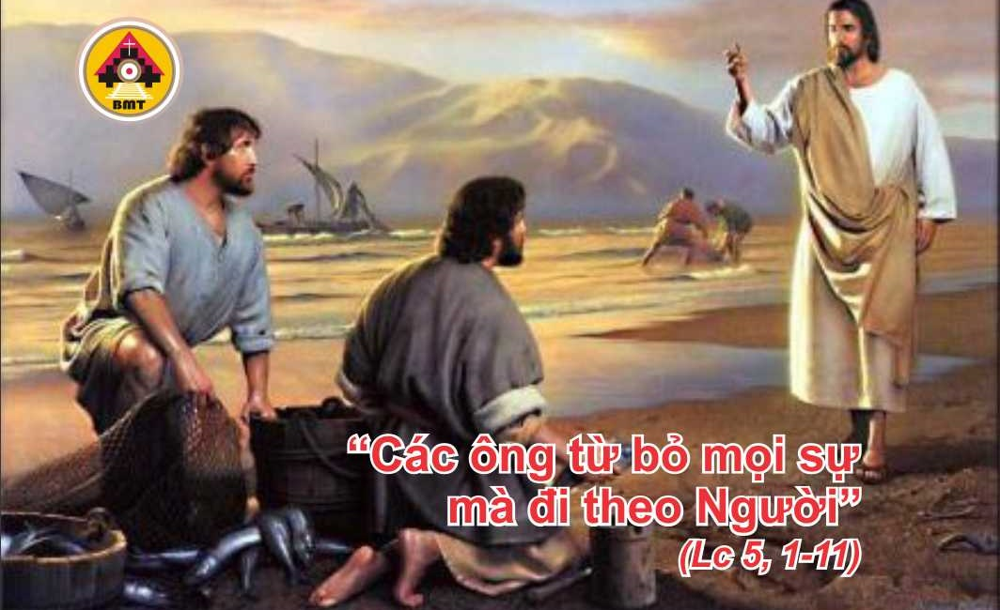 BMT
“Các ông từ bỏ mọi sự
mà đi theo Người”
(Lc 5, 1-11)